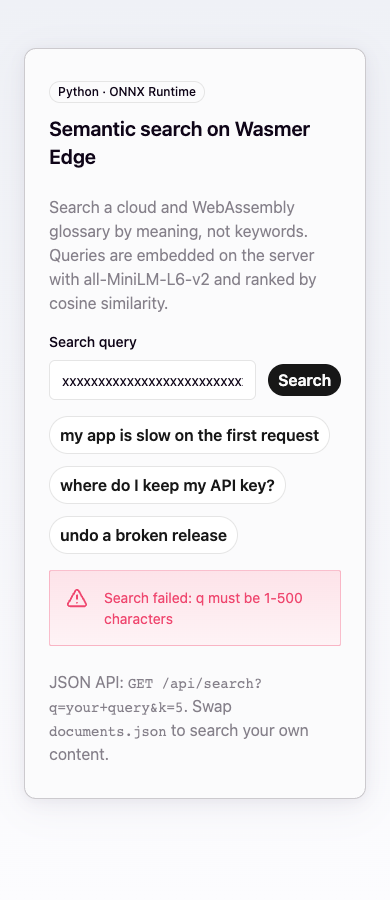 Python · ONNX Runtime
Semantic search on Wasmer
Edge
Search a cloud and WebAssembly
glossary by meaning, not keywords.
Queries are embedded on the server
with all-MiniLM-L6-v2 and ranked by
cosine similarity.
Search query
xxxxxxxxxxxxxxxxxxxxxxxxx
Search
my app is slow on the first request
where do I keep my API key?
undo a broken release
Search failed: q must be 1-500
characters
JSON API: GET /api/search?
q=your+query&k=5. Swap
documents.json to search your own
content.